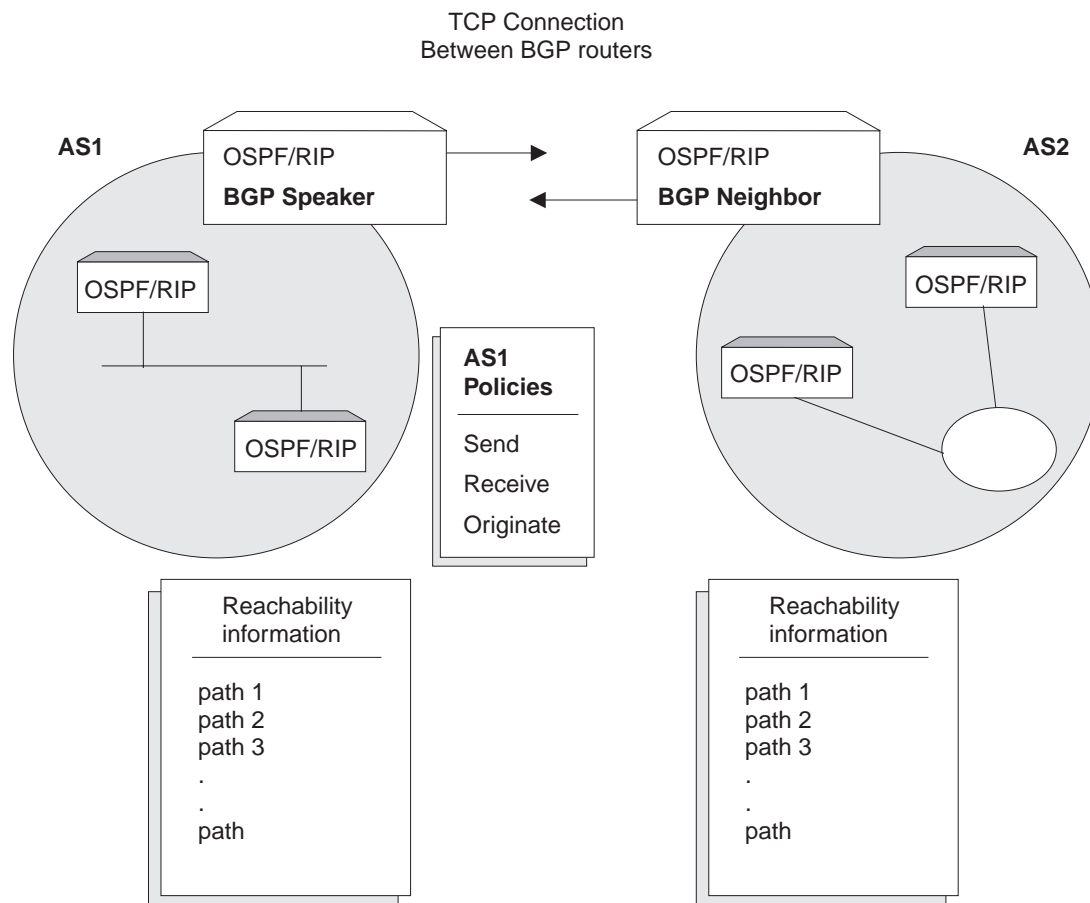 TCP Connection
Between BGP routers
AS1
OSPF/RIP
BGP Speaker
OSPF/RIP
BGP Neighbor
AS2
OSPF/RIP
OSPF/RIP
AS1
Policies
Send
Receive
Originate
OSPF/RIP
OSPF/RIP
Reachability
information
path 1
path 2
path 3
.
.
path
Reachability
information
path 1
path 2
path 3
.
.
path